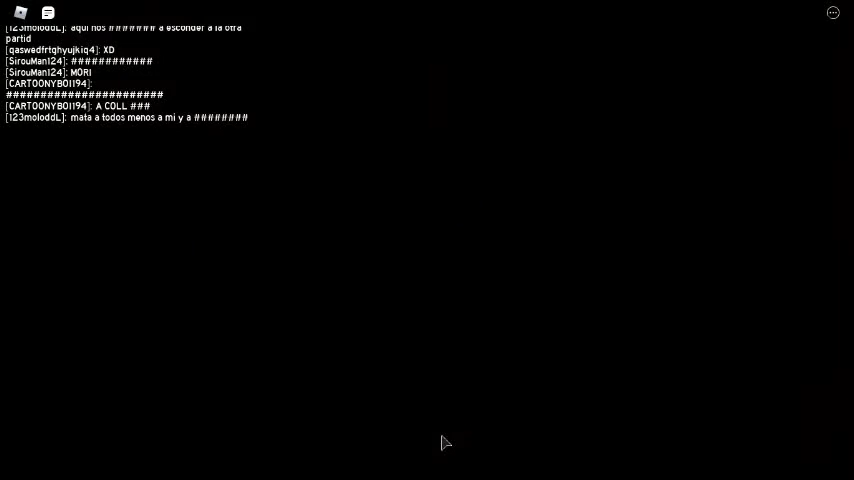 [123moloddL]: aqui nos ####### a esconder a la otra
partid
[qaswedfrtghyujkiq4]: XD
[SirouMan124]: ############
[SirouMan124]: MORI
[CARTOONYBOI194]:
#######################
[CARTOONYBOI194]: A COLL ###
[123moloddL]: mata a todos menos a mi y a ########